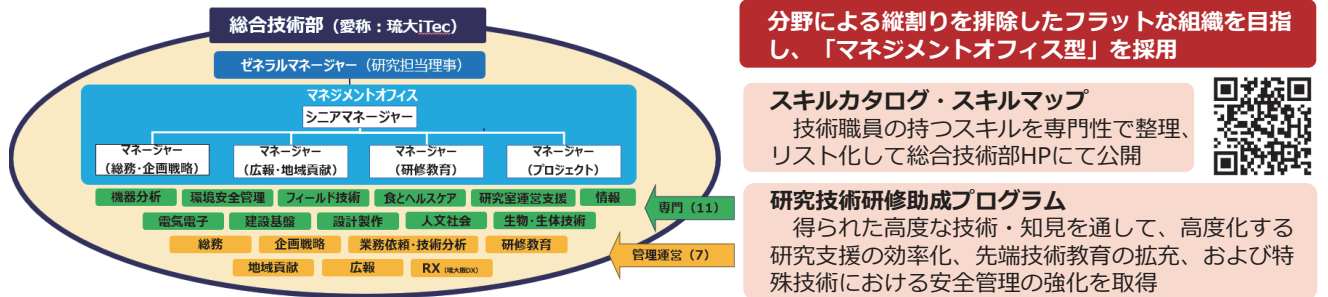 総合技術部(愛称:琉大iTec)
ゼネラルマネージャー(研究担当理事)
マネジメントオフィス
シニアマネージャー
マネージャー
(総務・企画戦略)
マネージャー
(広報・地域貢献)
マネージャー
(研修教育)
マネージャー
(プロジェクト)
機器分析 環境安全管理 フィールド技術 食とヘルスケア 研究室運営支援 情報
電気電子 建設基盤 設計製作 人文社会 生物・生体技術
専門(11)
総務 企画戦略 業務依頼・技術分析 研修教育
地域貢献 広報 RX(琉大版DX)
管理運営(7)
分野による縦割りを排除したフラットな組織を目指
し、「マネジメントオフィス型」を採用
スキルカタログ・スキルマップ
技術職員の持つスキルを専門性で整理、
リスト化して総合技術部HPにて公開
研究技術研修助成プログラム
得られた高度な技術・知見を通して、高度化する
研究支援の効率化、先端技術教育の拡充、および特
殊技術における安全管理の強化を取得